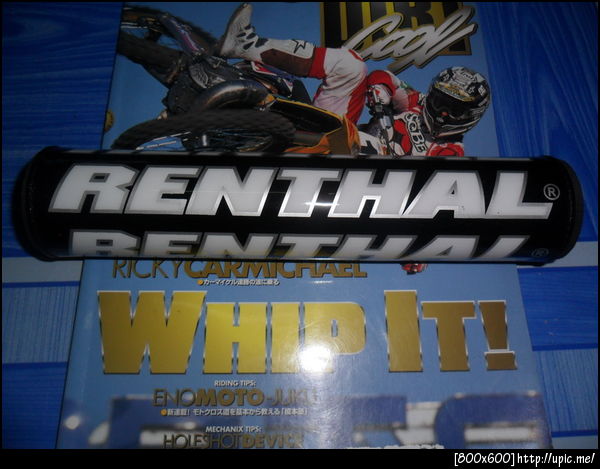 Cool
RENTHAL®
RENTHAL®
RICKY CARMICHAEL
WHIP IT!
RIDING TIPS:
ENOMOTO-JUKU
MECHANIX TIPS:
HOLESHOT DEVICE
[800x600]http://upic.me/